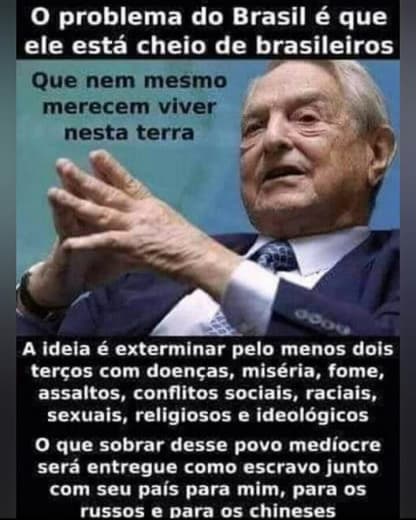 O problema do Brasil é que
ele está cheio de brasileiros
Que nem mesmo
merecem viver
nesta terra
A ideia é exterminar pelo menos dois
terços com doenças, miséria, fome,
assaltos, conflitos sociais, raciais,
sexuais, religiosos e ideológicos
O que sobrar desse povo medíocre
será entregue como escravo junto
com seu país para mim, para os
russos e para os chineses